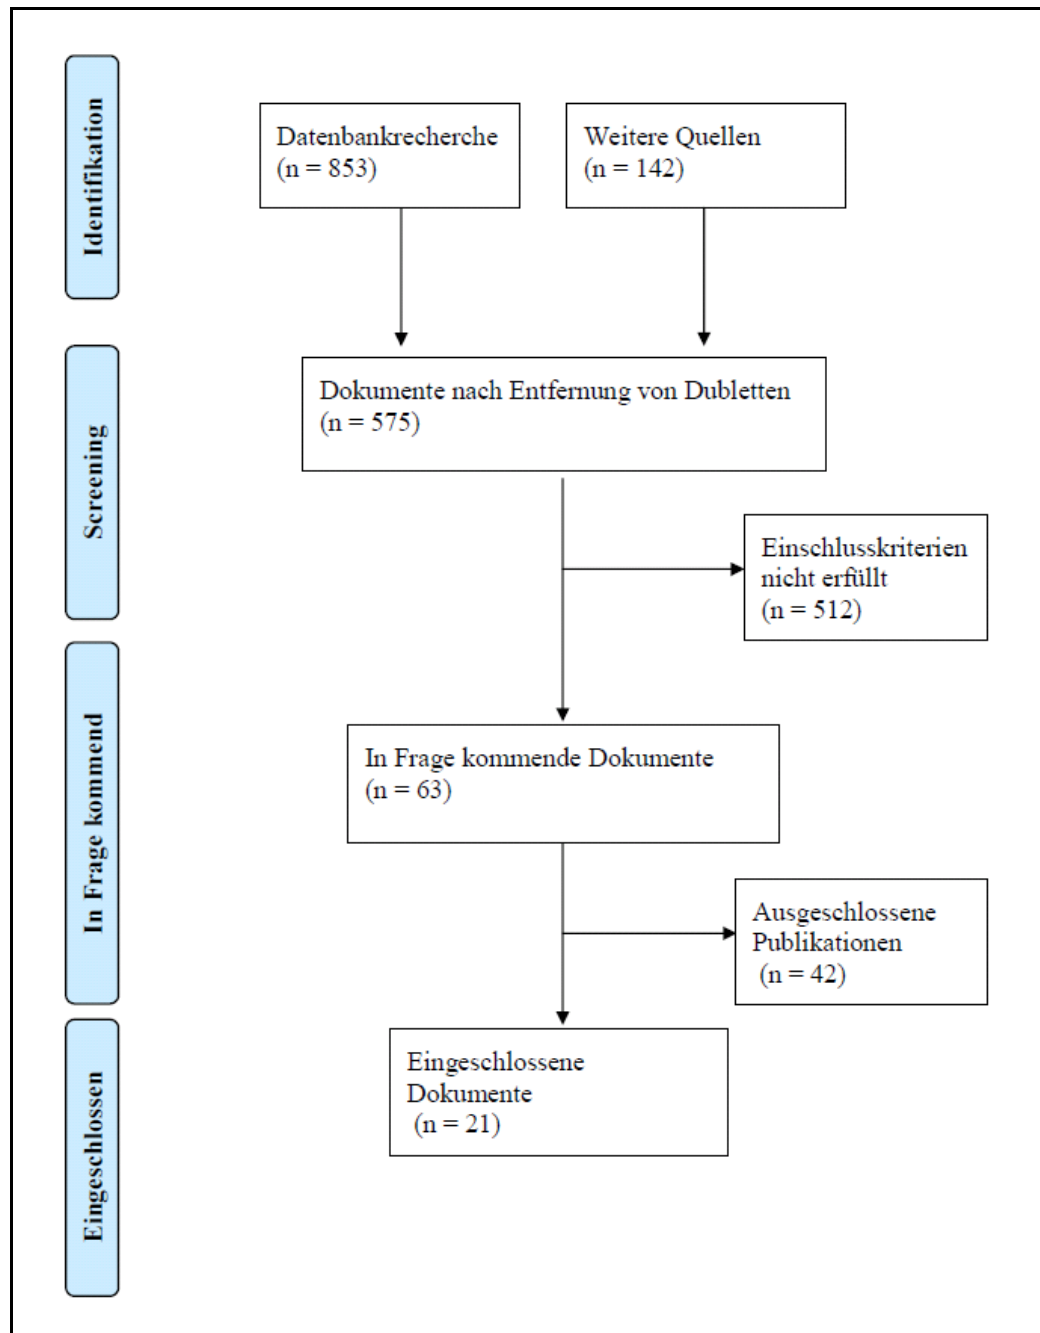 Identifikation
Datenbankrecherche
(n = 853)
Weitere Quellen
(n = 142)
Screening
Dokumente nach Entfernung von Dubletten
(n = 575)
Einschlusskriterien
nicht erfüllt
(n = 512)
In Frage kommend
In Frage kommende Dokumente
(n = 63)
Ausgeschlossene
Publikationen
(n = 42)
Eingeschlossen
Eingeschlossene
Dokumente
(n = 21)